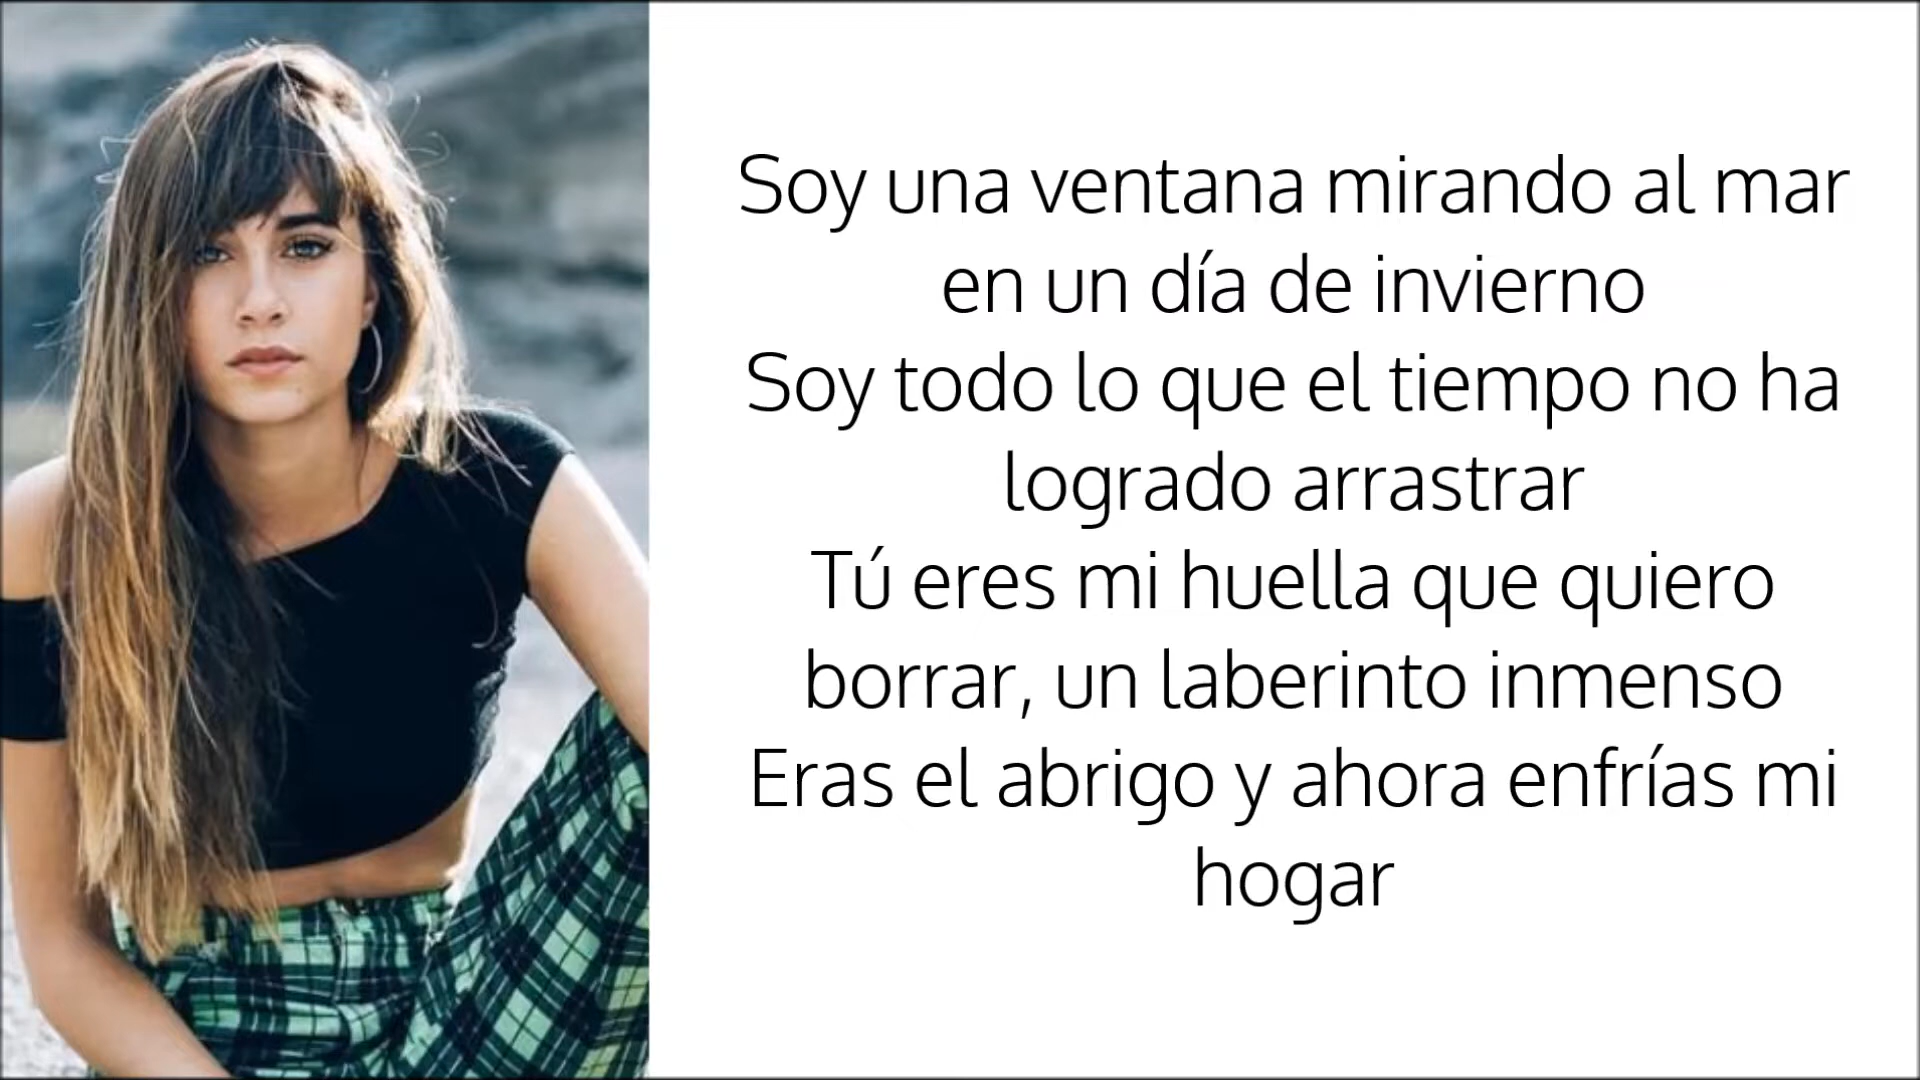 Soy una ventana mirando al mar
en un día de invierno
Soy todo lo que el tiempo no ha
logrado arrastrar
Tú eres mi huella que quiero
borrar, un laberinto inmenso
Eras el abrigo y ahora enfrías mi
hogar